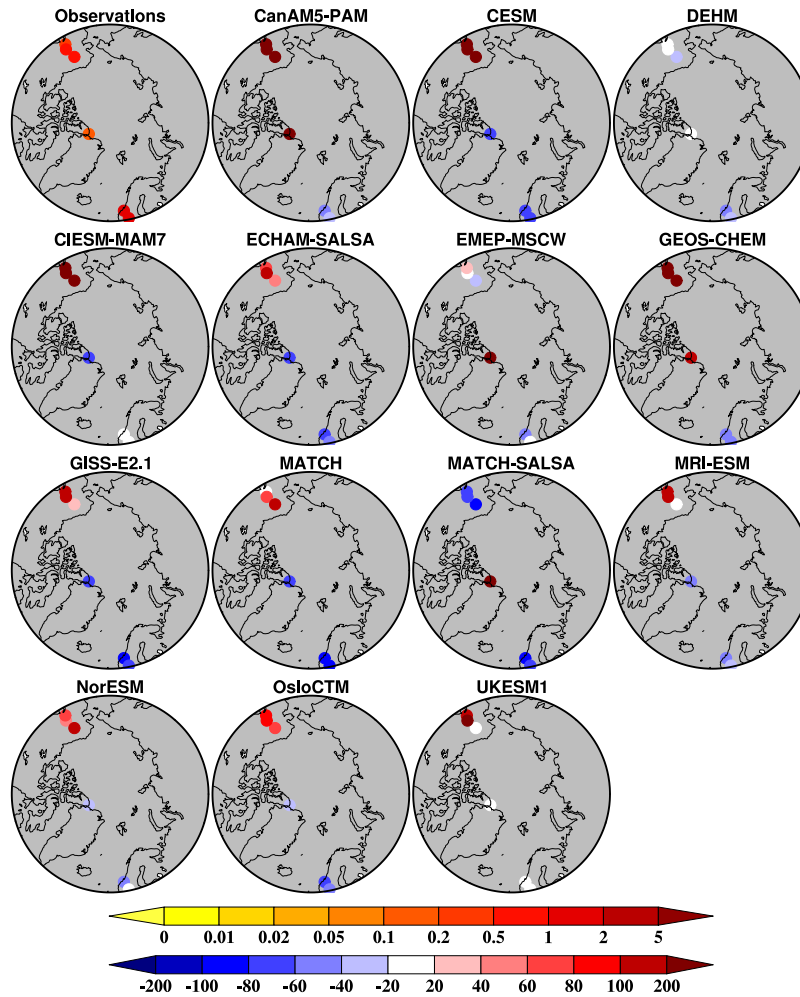 Observations CanAM5-PAM CESM DEHM
CIESM-MAM7 ECHAM-SALSA EMEP-MSCW GEOS-CHEM
GISS-E2.1 MATCH MATCH-SALSA MRI-ESM
NorESM OsloCTM UKESM1
0 0.01 0.02 0.05 0.1 0.2 0.5 1 2 5
-200 -100 -80 -60 -40 -20 20 40 60 80 100 200